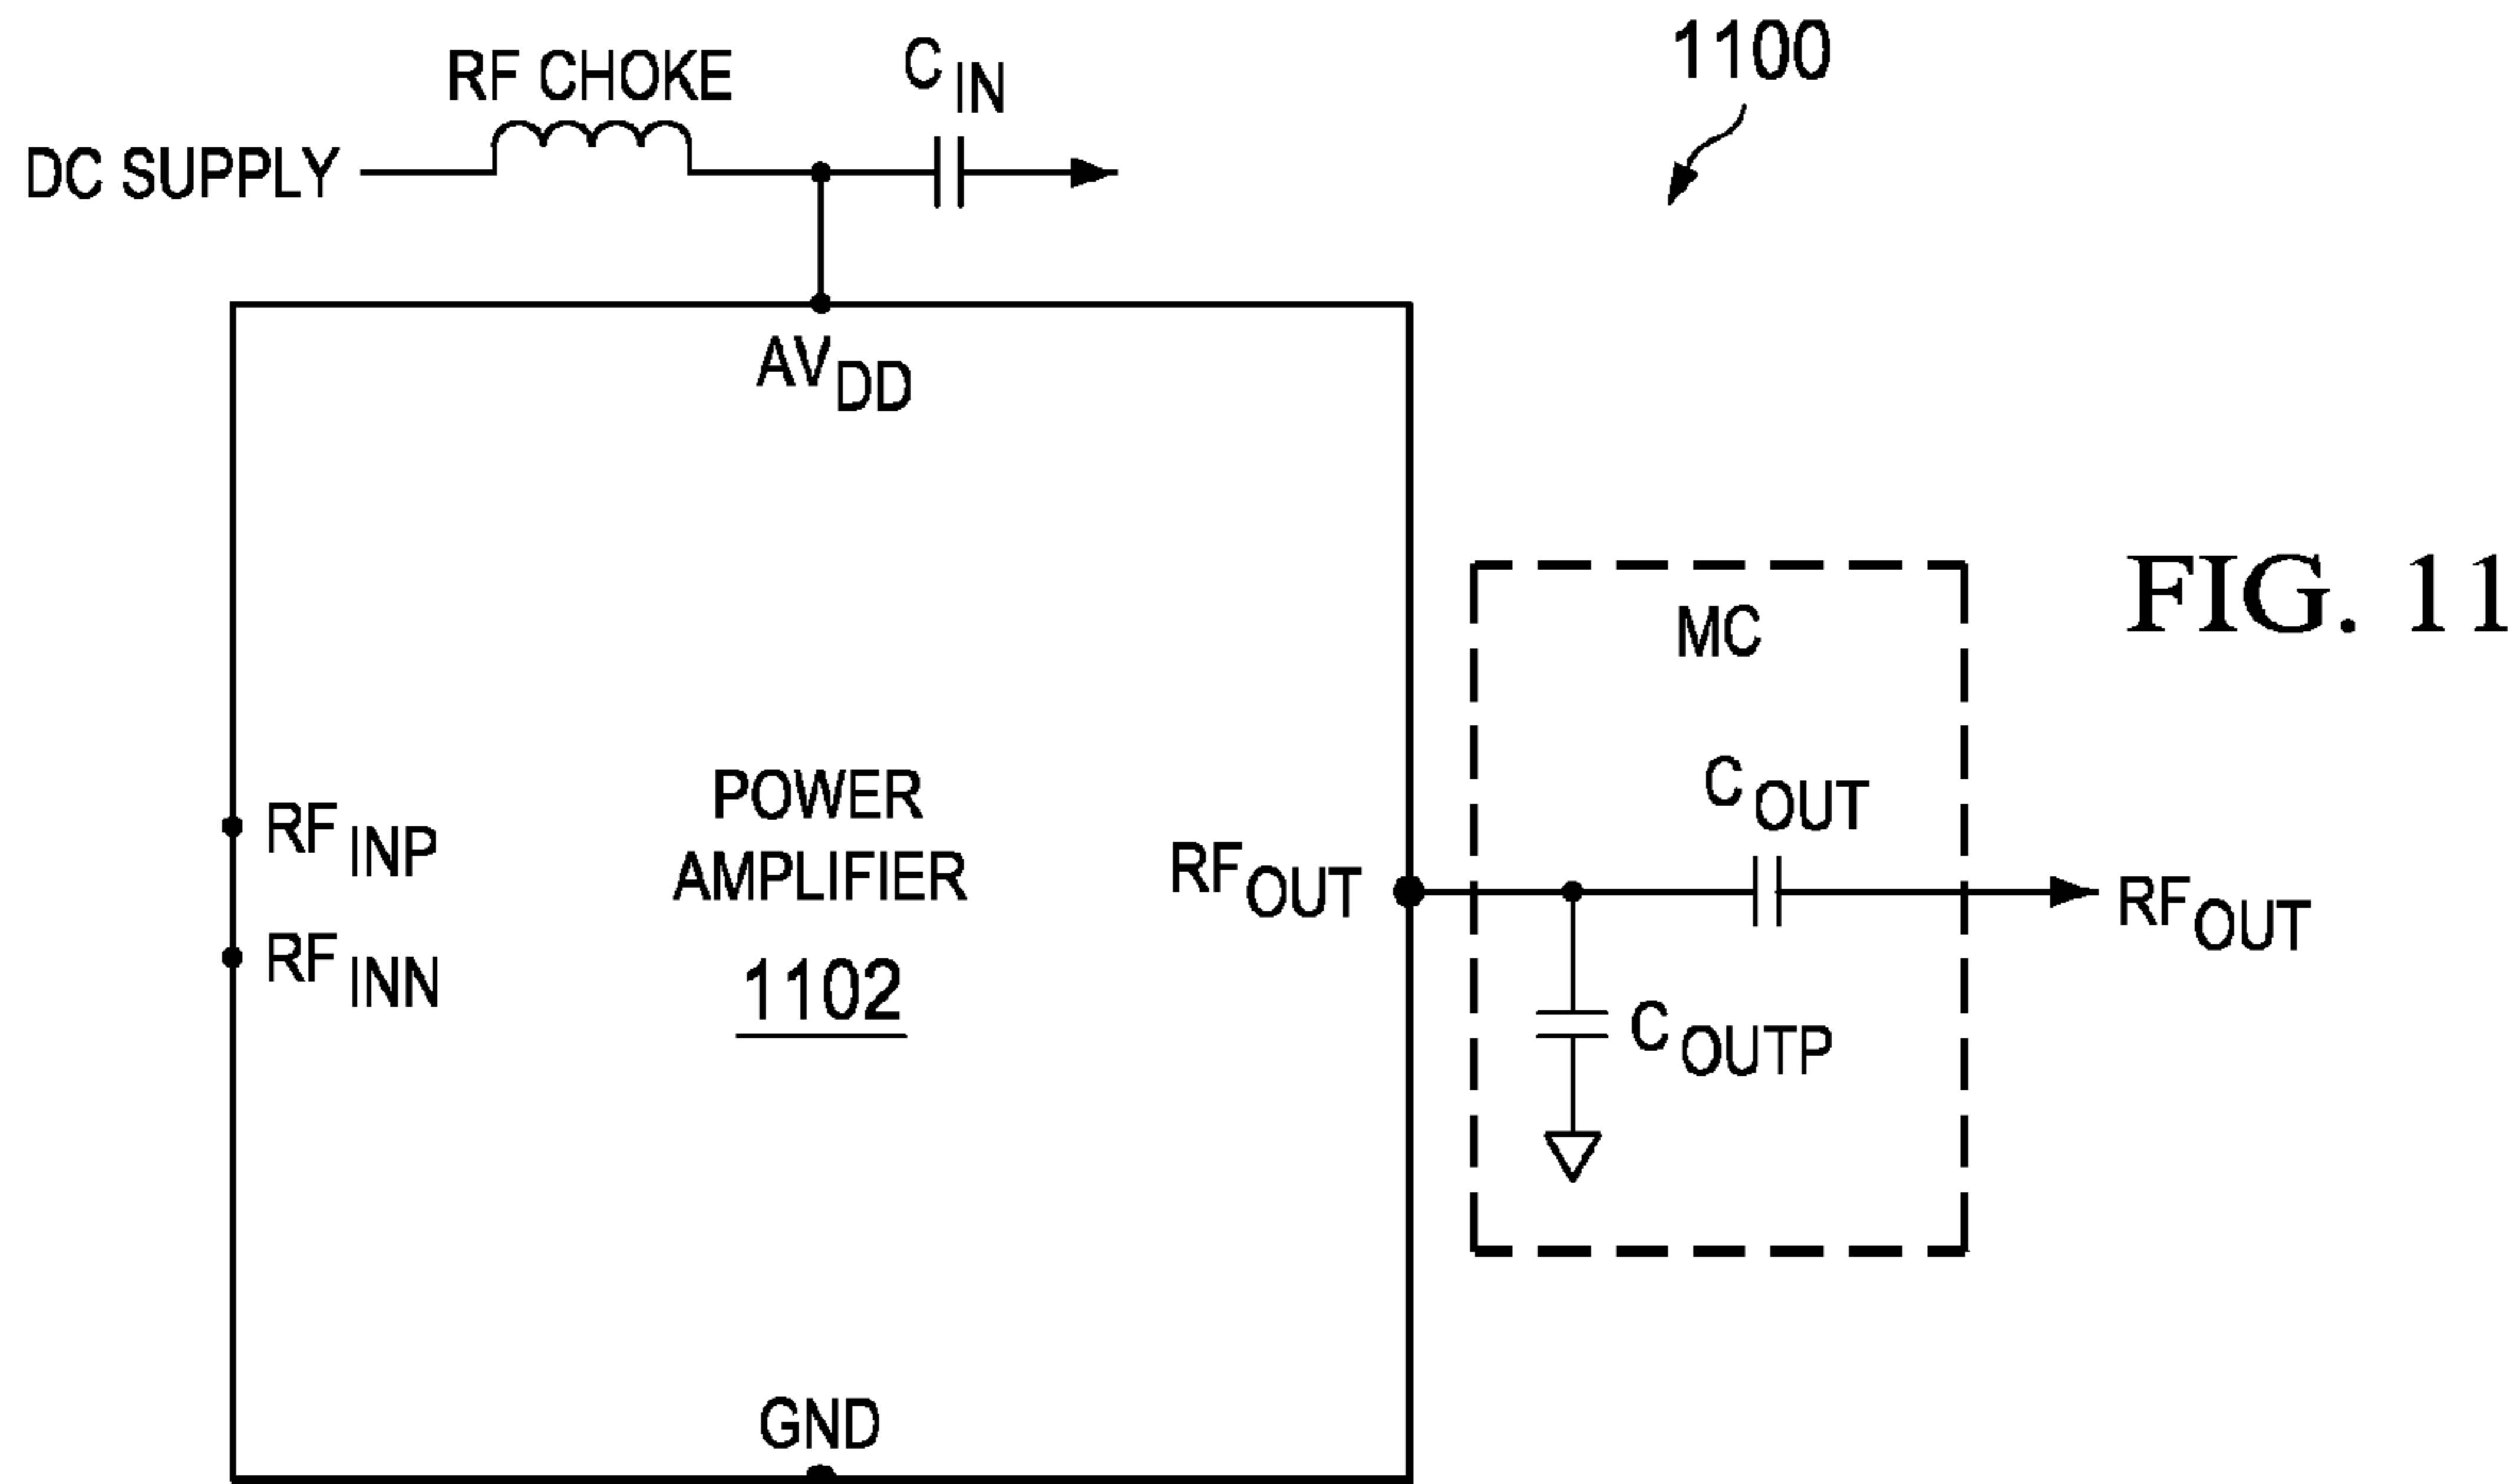 1100
RF CHOKE
C IN
DC SUPPLY
AVDD
FIG. 11
MC
POWER
AMPLIFIER
1102
RF INP
RF INN
RFOUT
C OUT
RFOUT
C OUTP
GND